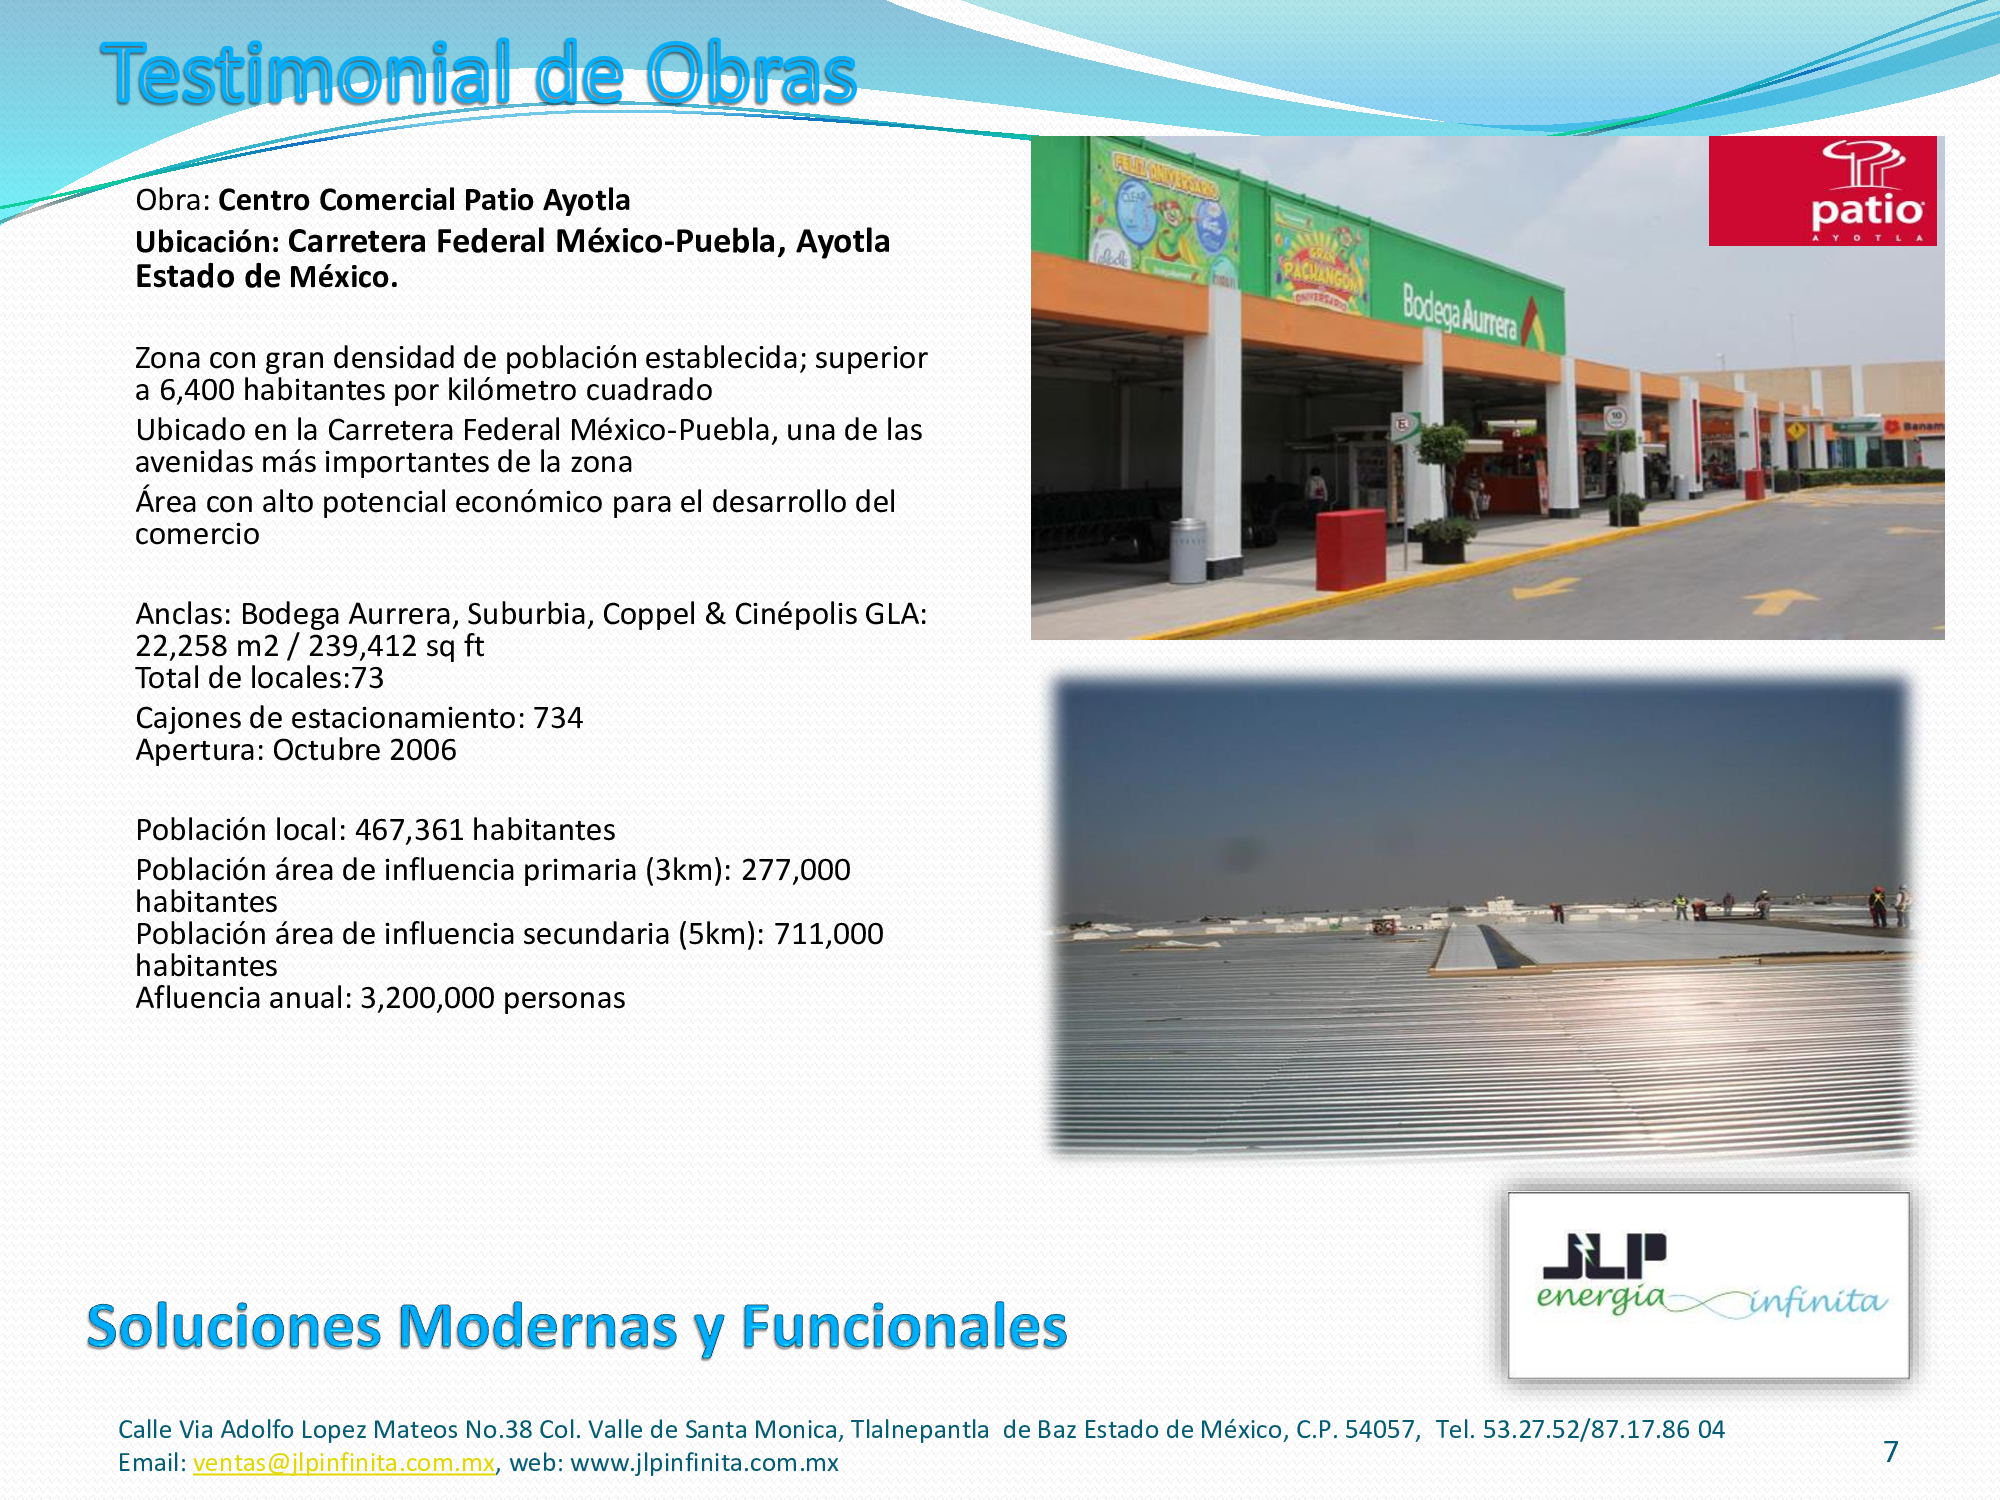 Testimonial de Obras
Obra: Centro Comercial Patio Ayotla
Ubicación: Carretera Federal México-Puebla, Ayotla
Estado de México.
Zona con gran densidad de población establecida; superior
a 6,400 habitantes por kilómetro cuadrado
Ubicado en la Carretera Federal México-Puebla, una de las
avenidas más importantes de la zona
Área con alto potencial económico para el desarrollo del
comercio
Anclas: Bodega Aurrera, Suburbia, Coppel & Cinépolis GLA:
22,258 m2 / 239,412 sq ft
Total de locales:73
Cajones de estacionamiento: 734
Apertura: Octubre 2006
Población local: 467,361 habitantes
Población área de influencia primaria (3km): 277,000
habitantes
Población área de influencia secundaria (5km): 711,000
habitantes
Afluencia anual: 3,200,000 personas
FELIZ ANIVERSARIO
CLEAR
GRAN
PACHANGÓN
ANIVERSARIO
Bodega Aurrera
patio
AYOTLA
E
10
JLP
energía infinita
Soluciones Modernas y Funcionales
Calle Via Adolfo Lopez Mateos No.38 Col. Valle de Santa Monica, Tlalnepantla  de Baz Estado de México, C.P. 54057,  Tel. 53.27.52/87.17.86 04
Email: ventas@jlpinfinita.com.mx, web: www.jlpinfinita.com.mx
7